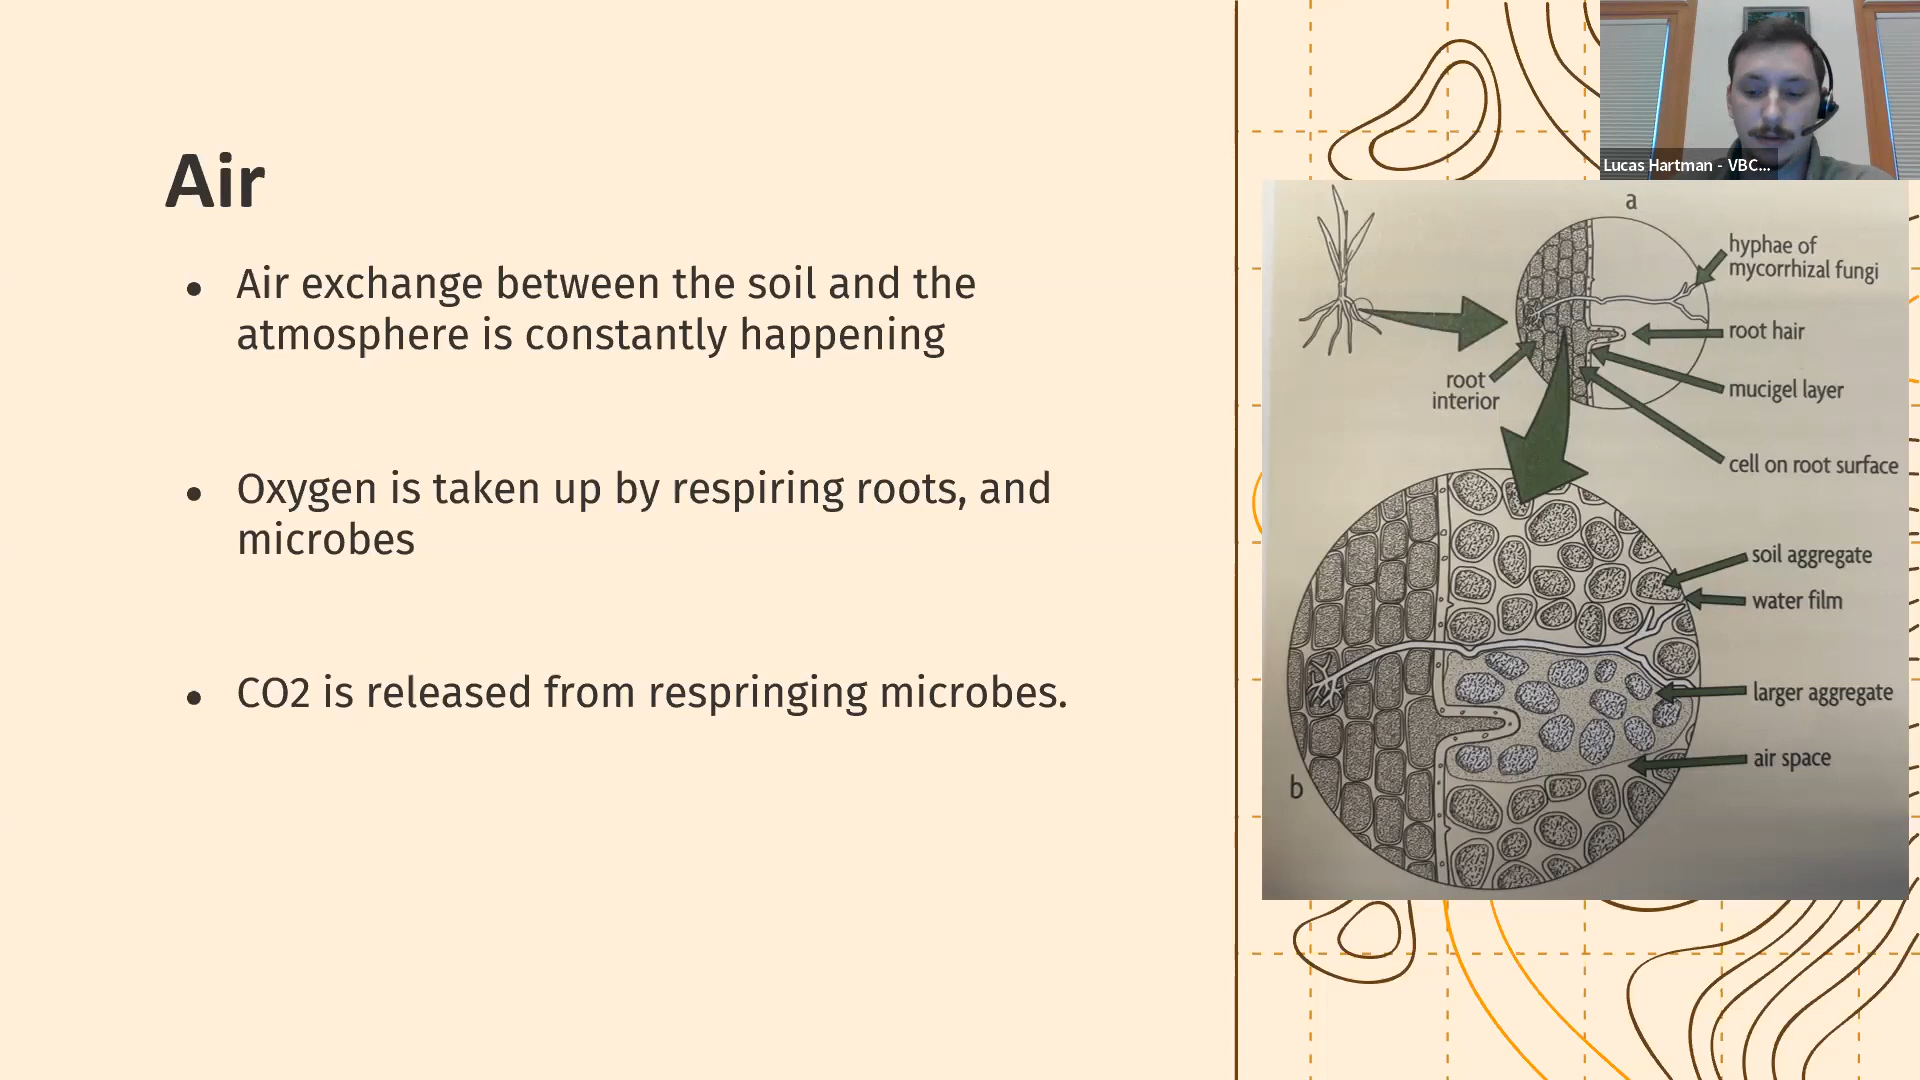 Air
● Air exchange between the soil and the
atmosphere is constantly happening
● Oxygen is taken up by respiring roots, and
microbes
● CO2 is released from respringing microbes.
Lucas Hartman - VBC...
a
hyphae of
mycorrhizal fungi
root hair
root
interior
mucigel layer
cell on root surface
soil aggregate
water film
larger aggregate
air space
b